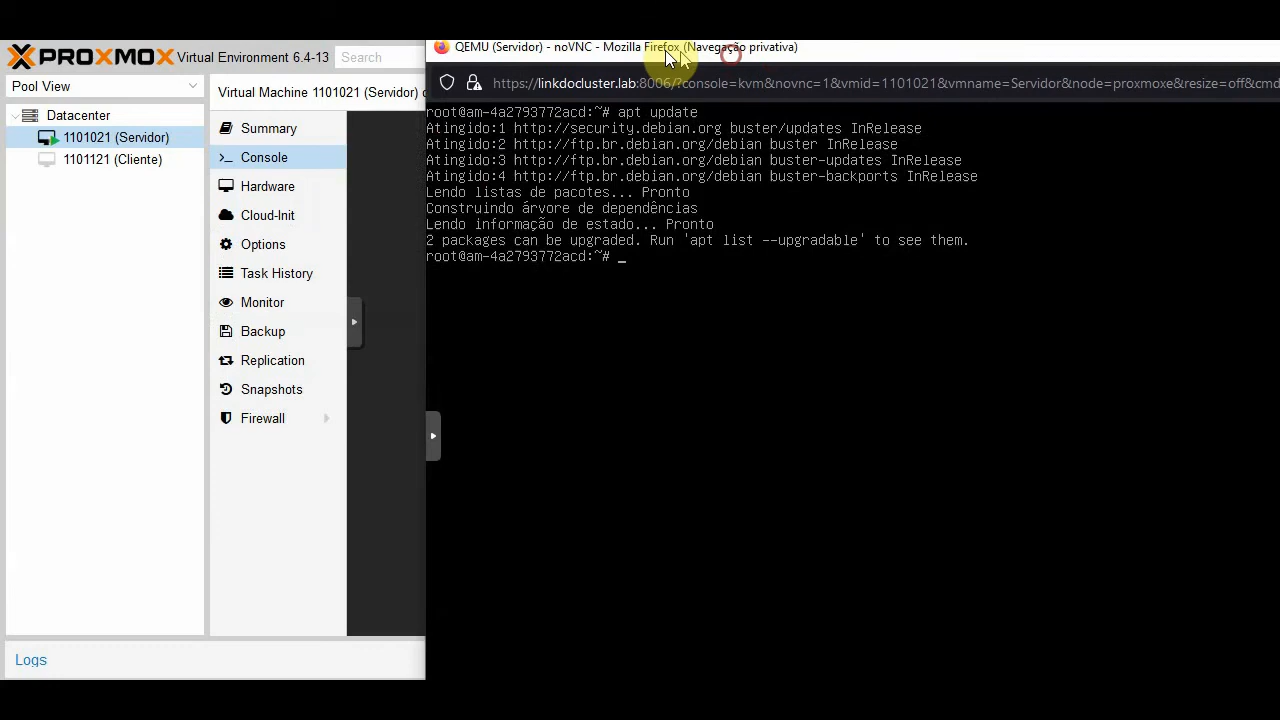 PROXMOX Virtual Environment 6.4-13
Search
Pool View
Datacenter
1101021 (Servidor)
1101121 (Cliente)
Virtual Machine 1101021 (Servidor)
Summary
Console
Hardware
Cloud-Init
Options
Task History
Monitor
Backup
Replication
Snapshots
Firewall
Logs
QEMU (Servidor) - noVNC - Mozilla Firefox (Navegação privativa)
https://linkdocluster.lab:8006/?console=kvm&novnc=1&vmid=1101021&vmname=Servidor&node=proxmoxe&resize=off&cmd
root@am-4a2793772acd:~# apt update
Atingido:1 http://security.debian.org buster/updates InRelease
Atingido:2 http://ftp.br.debian.org/debian buster InRelease
Atingido:3 http://ftp.br.debian.org/debian buster-updates InRelease
Atingido:4 http://ftp.br.debian.org/debian buster-backports InRelease
Lendo listas de pacotes... Pronto
Construindo árvore de dependências
Lendo informação de estado... Pronto
2 packages can be upgraded. Run 'apt list --upgradable' to see them.
root@am-4a2793772acd:~# _